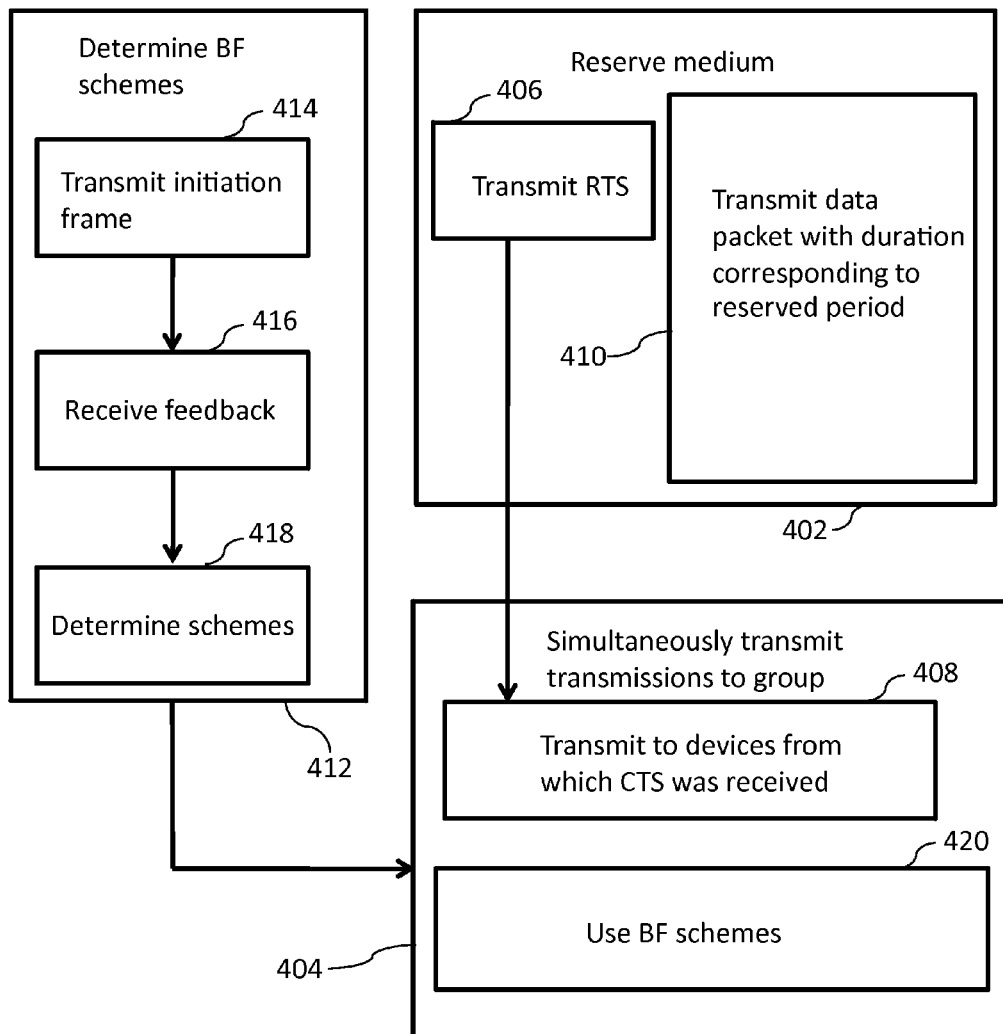 Determine BF
schemes
414
Transmit initiation
frame
416
Receive feedback
418
Determine schemes
412
Reserve medium
406
Transmit RTS
Transmit data
packet with duration
corresponding to
reserved period
410
402
Simultaneously transmit
transmissions to group
408
Transmit to devices from
which CTS was received
420
Use BF schemes
404